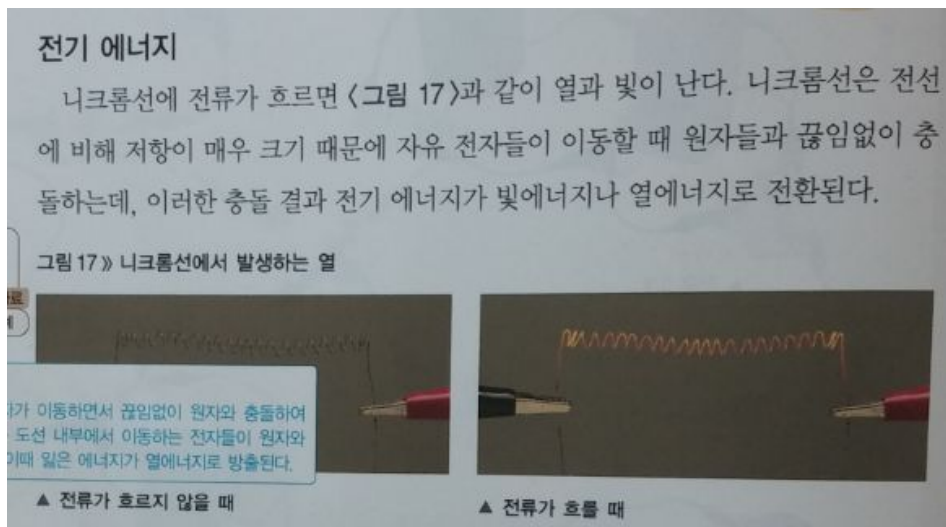 전기 에너지
니크롬선에 전류가 흐르면 〈그림 17〉과 같이 열과 빛이 난다. 니크롬선은 전선
에 비해 저항이 매우 크기 때문에 자유 전자들이 이동할 때 원자들과 끊임없이 충
돌하는데, 이러한 충돌 결과 전기 에너지가 빛에너지나 열에너지로 전환된다.
그림 17 》 니크롬선에서 발생하는 열
가 이동하면서 끊임없이 원자와 충돌하여
도선 내부에서 이동하는 전자들이 원자와
이때 잃은 에너지가 열에너지로 방출된다.
▲ 전류가 흐르지 않을 때
▲ 전류가 흐를 때